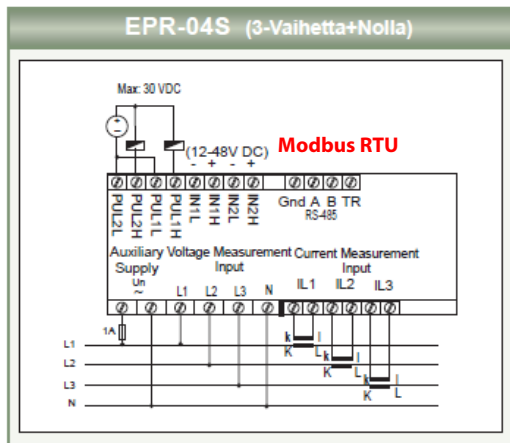 EPR-04S (3-Vaihetta+Nolla)
Max: 30 VDC
+
-
(12-48V DC)
- + - +
Modbus RTU
PUL2L PUL2H PUL1L PUL1H IN1L IN1H IN2L IN2H
Gnd A B TR
RS-485
Auxiliary Voltage Measurement Current Measurement
Supply Input Input
Un
~
L1 L2 L3 N IL1 IL2 IL3
1A
L1
k l
K L
L2
k l
K L
L3
k l
K L
N